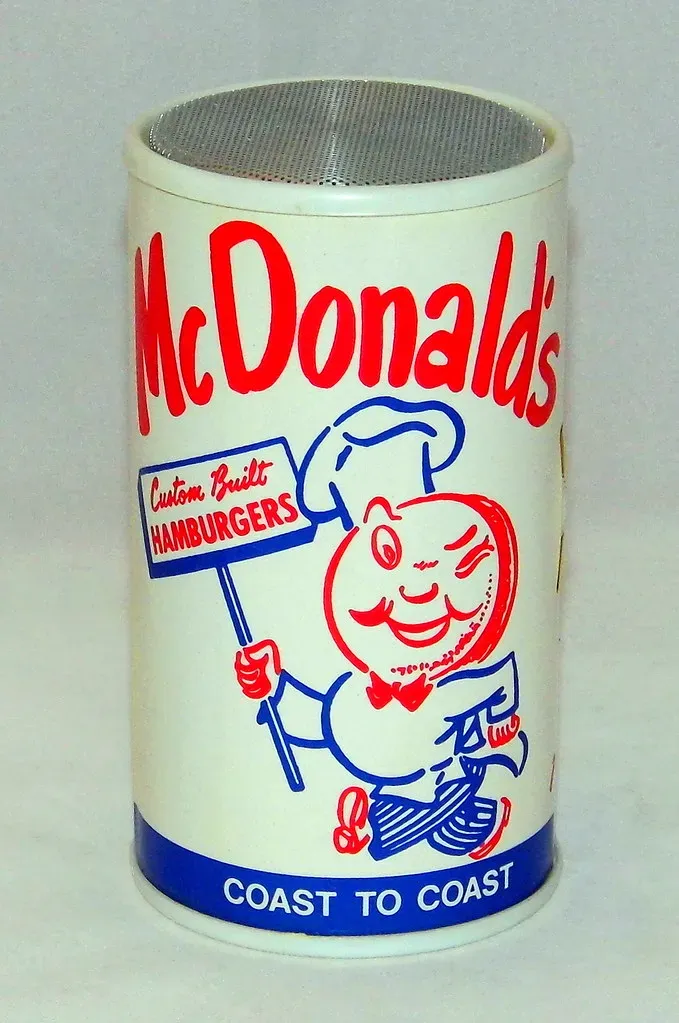 McDonald's
Custom Built
HAMBURGERS
COAST TO COAST